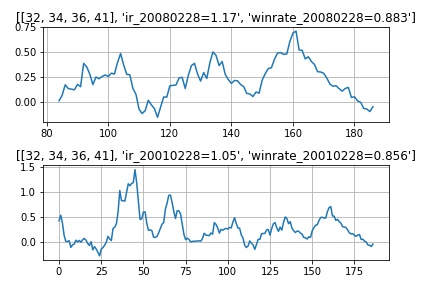 [[32, 34, 36, 41], 'ir_20080228=1.17', 'winrate_20080228=0.883']
0.75
0.50
0.25
0.00
80 100 120 140 160 180
[[32, 34, 36, 41], 'ir_20010228=1.05', 'winrate_20010228=0.856']
1.5
1.0
0.5
0.0
0 25 50 75 100 125 150 175